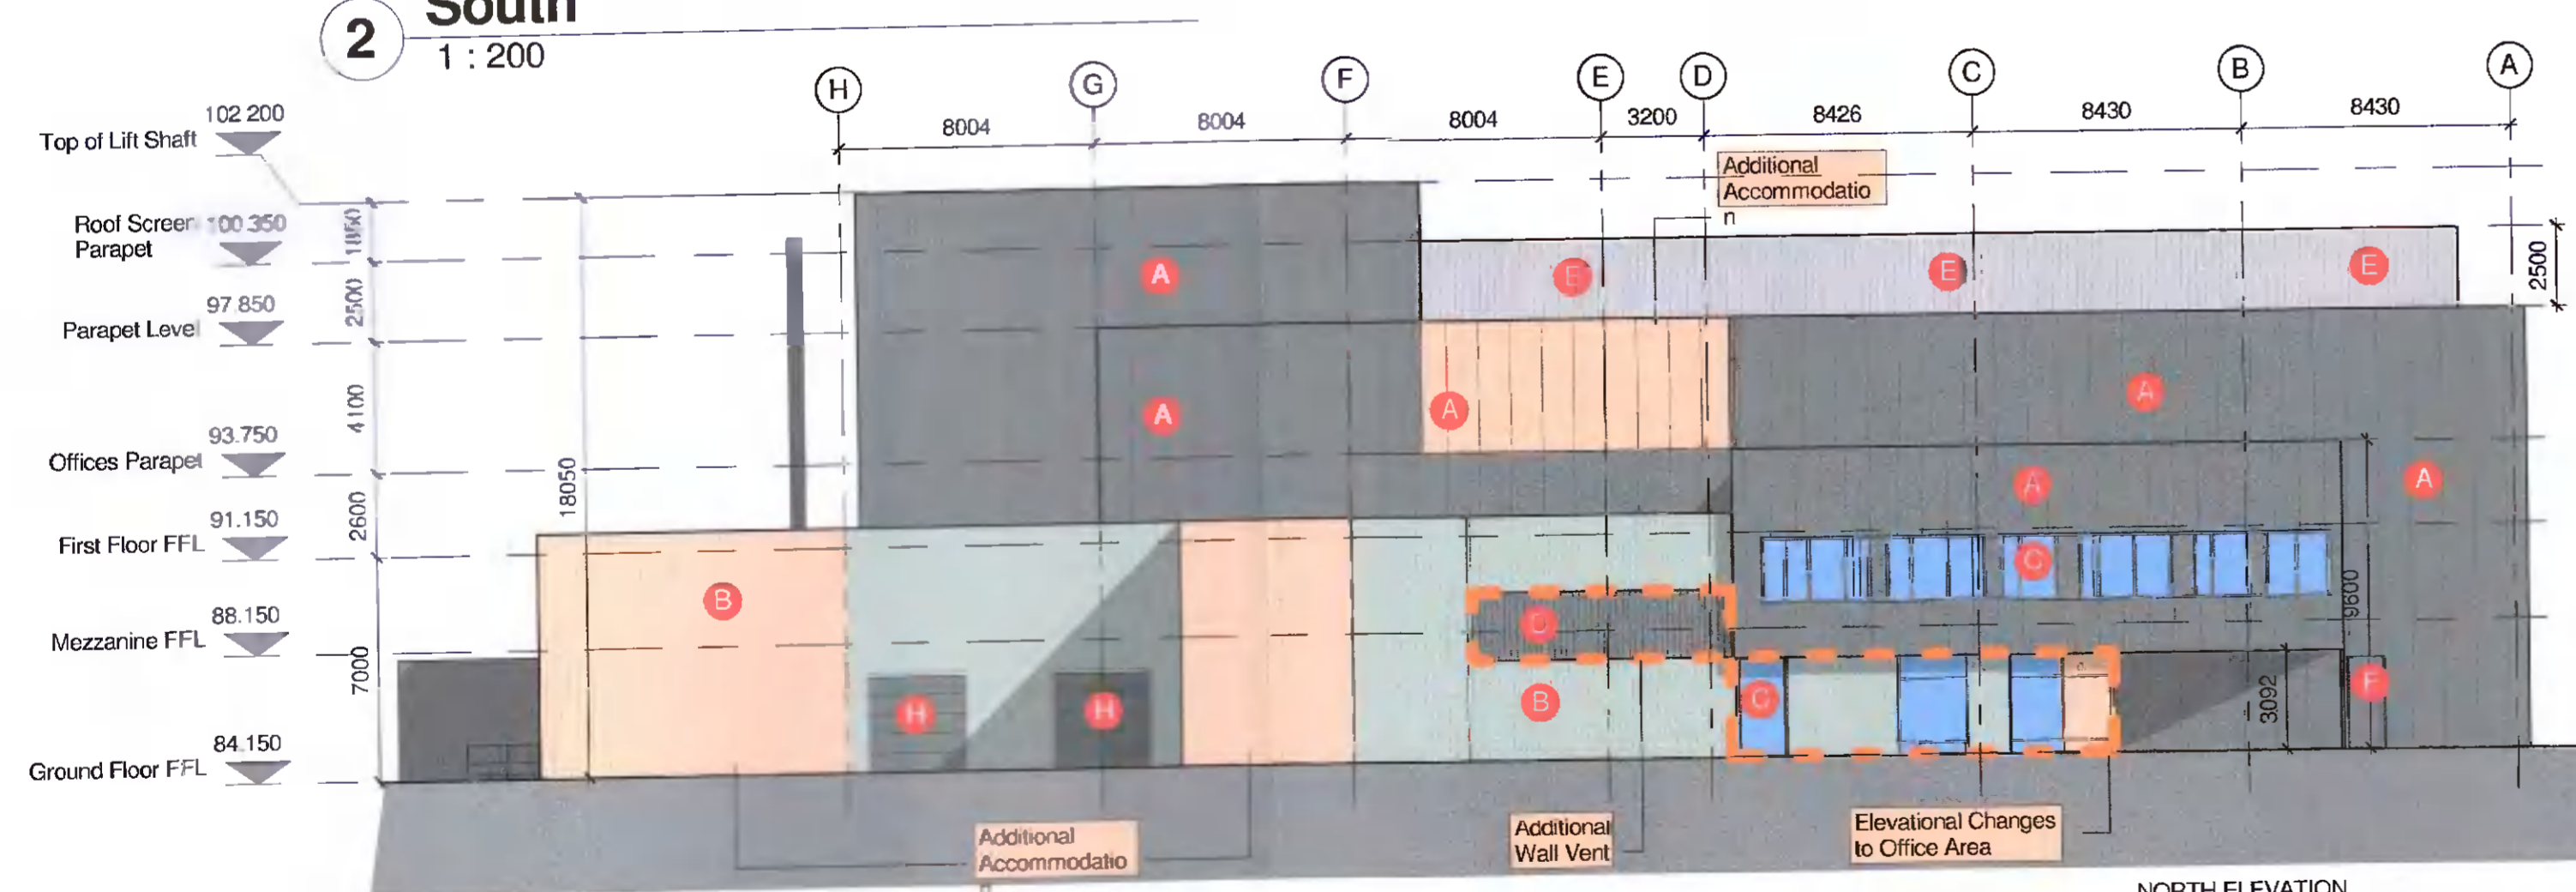 South
2
1 : 200
H
G
F
E
D
C
B
A
8004
8004
8004
3200
8426
8430
8430
102 200
Top of Lift Shaft
Additional
Accommodatio
n
Roof Screen
100 350
Parapet
1850
2500
97.850
Parapet Level
2500
4100
93.750
Offices Parapet
18050
91.150
First Floor FFL
2600
88.150
Mezzanine FFL
7000
84.150
Ground Floor FFL
A
E
E
E
A
A
A
A
A
B
C
9600
D
B
C
F
H
H
3092
Additional
Accommodatio
Additional
Wall Vent
Elevational Changes
to Office Area
NORTH ELEVATION